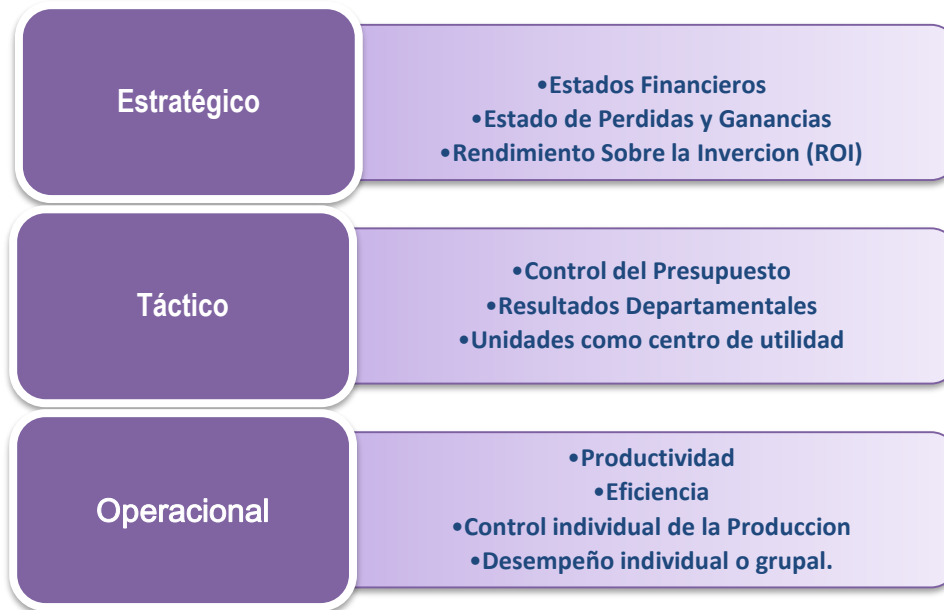 Estratégico
•Estados Financieros
•Estado de Perdidas y Ganancias
•Rendimiento Sobre la Invercion (ROI)
Táctico
•Control del Presupuesto
•Resultados Departamentales
•Unidades como centro de utilidad
Operacional
•Productividad
•Eficiencia
•Control individual de la Produccion
•Desempeño individual o grupal.